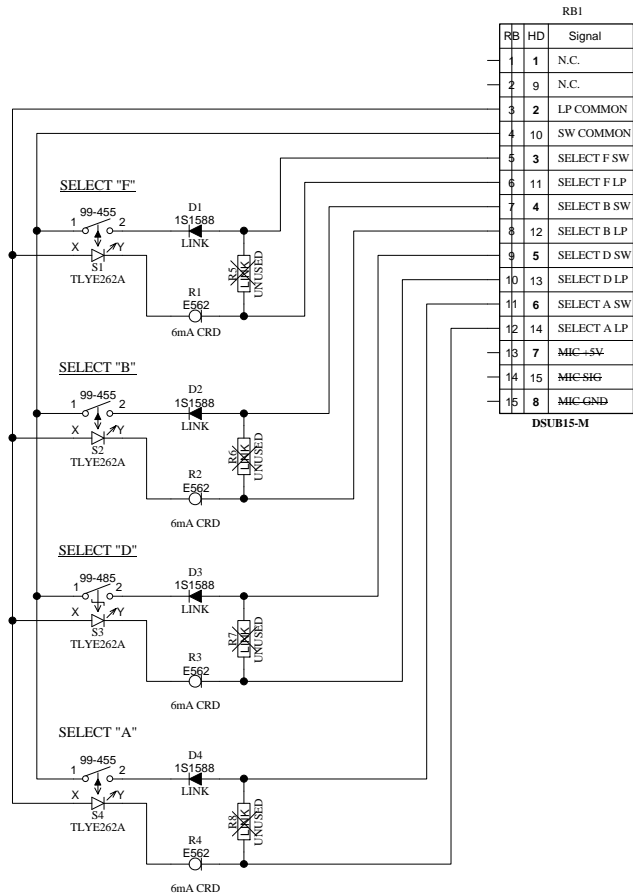 RB1
RB HD Signal
1 1 N.C.
2 9 N.C.
3 2 LP COMMON
4 10 SW COMMON
5 3 SELECT F SW
6 11 SELECT F LP
7 4 SELECT B SW
8 12 SELECT B LP
9 5 SELECT D SW
10 13 SELECT D LP
11 6 SELECT A SW
12 14 SELECT A LP
13 7 MIC +5V
14 15 MIC SIG
15 8 MIC GND
DSUB15-M
SELECT "F"
99-455
1 2
X Y
S1
TLYE262A
D1
1S1588
LINK
R5
LINK
UNUSED
R1
E562
6mA CRD
SELECT "B"
99-455
1 2
X Y
S2
TLYE262A
D2
1S1588
LINK
R6
LINK
UNUSED
R2
E562
6mA CRD
SELECT "D"
99-485
1 2
X Y
S3
TLYE262A
D3
1S1588
LINK
R7
LINK
UNUSED
R3
E562
6mA CRD
SELECT "A"
99-455
1 2
X Y
S4
TLYE262A
D4
1S1588
LINK
R8
LINK
UNUSED
R4
E562
6mA CRD